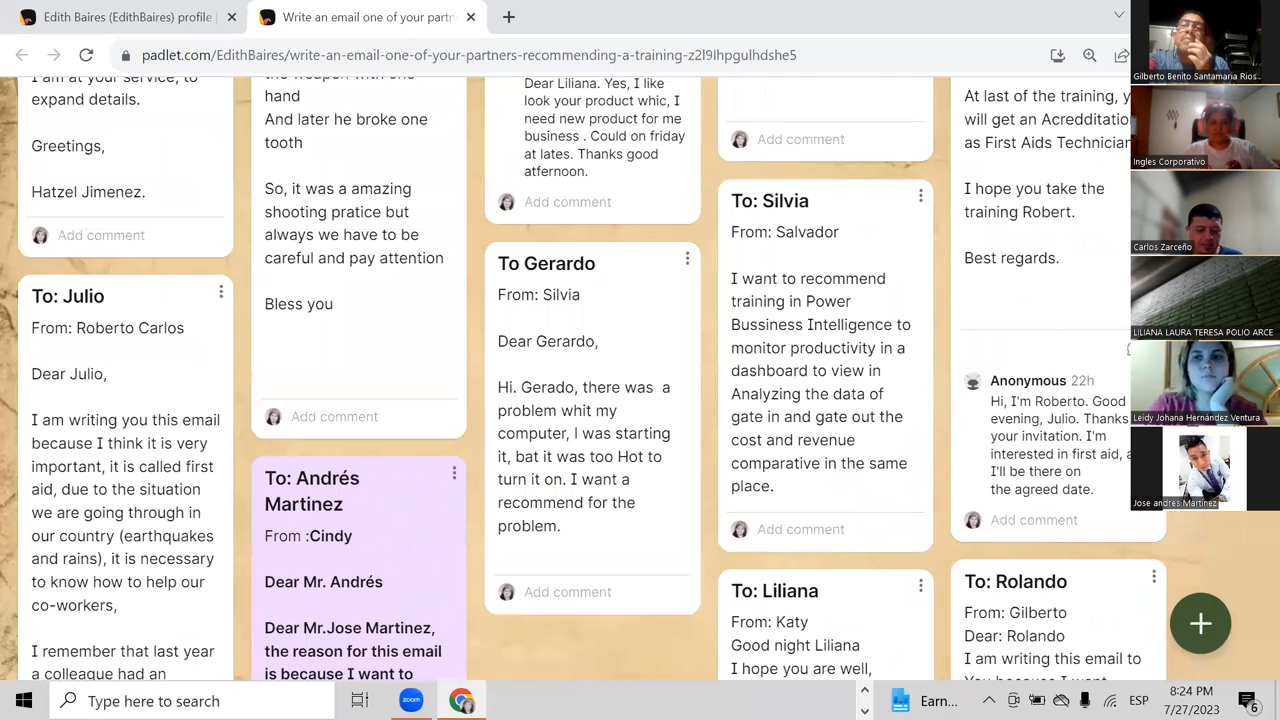 Edith Baires (EdithBaires) profile
Write an email one of your partn
padlet.com/EdithBaires/write-an-email-one-of-your-partners-recommending-a-training-z2l9lhpgulhdshe5
I am at your service, to
expand details.
Greetings,
Hatzel Jimenez.
Add comment
To: Julio
From: Roberto Carlos
Dear Julio,
I am writing you this email
because I think it is very
important, it is called first
aid, due to the situation
we are going through in
our country (earthquakes
and rains), it is necessary
to know how to help our
co-workers,
I remember that last year
a colleague had an
the weapon with one
hand
And later he broke one
tooth
So, it was a amazing
shooting pratice but
always we have to be
careful and pay attention
Bless you
Add comment
To: Andrés
Martinez
From :Cindy
Dear Mr. Andrés
Dear Mr.Jose Martinez,
the reason for this email
is because I want to
Dear Liliana. Yes, I like
look your product whic, I
need new product for me
business . Could on friday
at lates. Thanks good
atfernoon.
Add comment
To Gerardo
From: Silvia
Dear Gerardo,
Hi. Gerado, there was  a
problem whit my
computer, I was starting
it, bat it was too Hot to
turn it on. I want a
recommend for the
problem.
Add comment
Add comment
To: Silvia
From: Salvador
I want to recommend
training in Power
Bussiness Intelligence to
monitor productivity in a
dashboard to view in
Analyzing the data of
gate in and gate out the
cost and revenue
comparative in the same
place.
Add comment
To: Liliana
From: Katy
Good night Liliana
I hope you are well,
At last of the training, y
will get an Acredditatio
as First Aids Technician
I hope you take the
training Robert.
Best regards.
Anonymous 22h
Hi, I'm Roberto. Good
evening, Julio. Thanks
your invitation. I'm
interested in first aid, a
I'll be there on
the agreed date.
Add comment
To: Rolando
From: Gilberto
Dear: Rolando
I am writing this email to
Gilberto Benito Santamaria Rios
Ingles Corporativo
Carlos Zarceño
LILIANA LAURA TERESA POLIO ARCE
Leidy Johana Hernández Ventura
Jose andres Martínez
Type here to search
zoom
Earn...
ESP
8:24 PM
7/27/2023
6